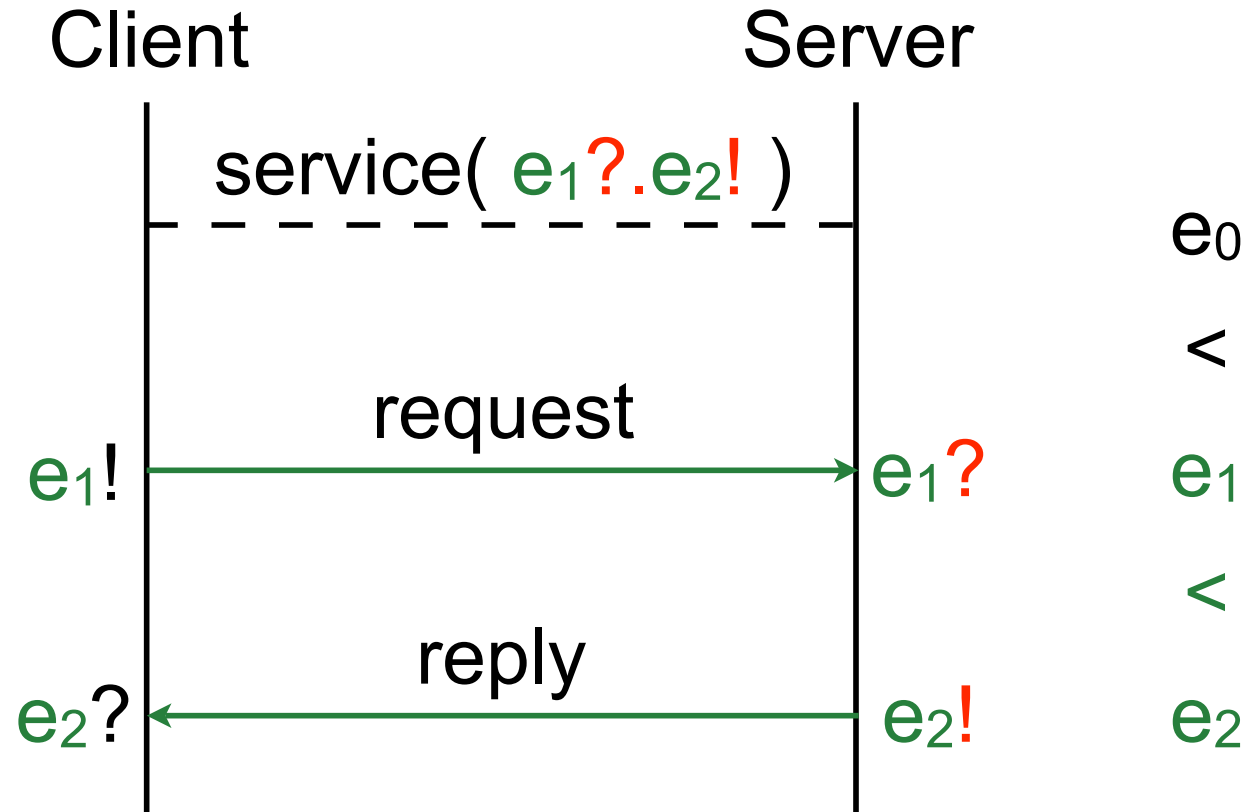 Client Server
service( e₁?.e₂! )
e₀
<
request
e₁! e₁? e₁
<
reply
e₂? e₂! e₂